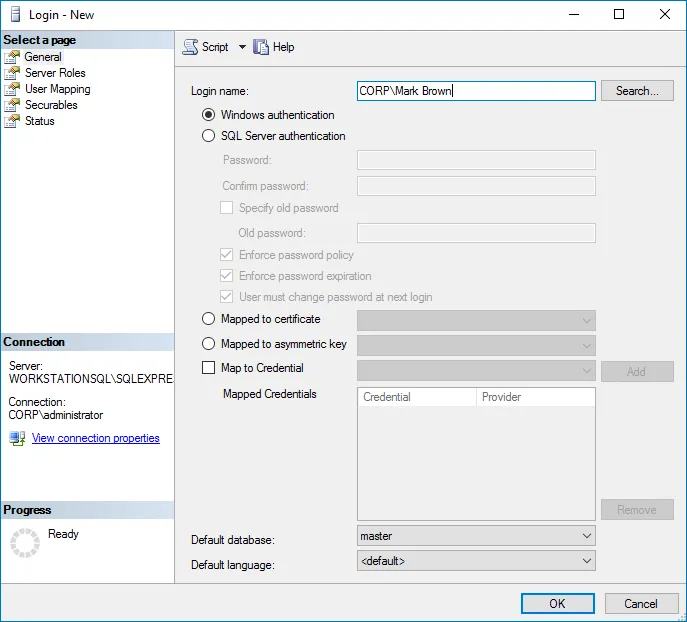 Login - New
Select a page
General
Server Roles
User Mapping
Securables
Status
Connection
Server:
WORKSTATIONSQL\SQLEXPRE
Connection:
CORP\administrator
View connection properties
Progress
Ready
Script
Help
Login name:
CORP\Mark Brown
Search...
Windows authentication
SQL Server authentication
Password:
Confirm password:
Specify old password
Old password:
Enforce password policy
Enforce password expiration
User must change password at next login
Mapped to certificate
Mapped to asymmetric key
Map to Credential
Add
Mapped Credentials
Credential Provider
Remove
Default database:
master
Default language:
<default>
OK
Cancel